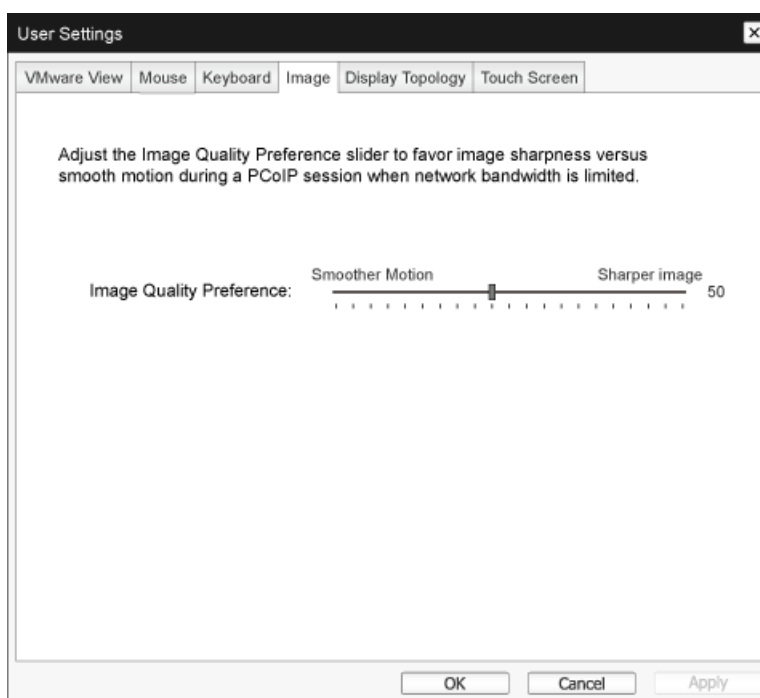 User Settings
VMware View Mouse Keyboard Image Display Topology Touch Screen
Adjust the Image Quality Preference slider to favor image sharpness versus
smooth motion during a PCoIP session when network bandwidth is limited.
Smoother Motion Sharper image
Image Quality Preference: 50
OK Cancel Apply